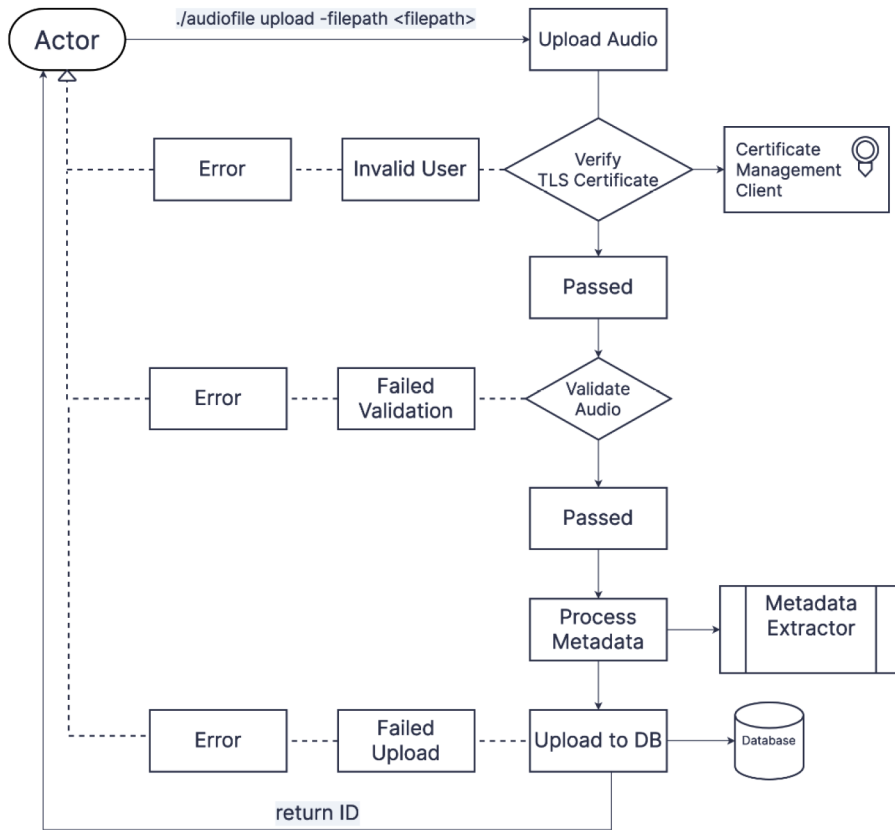 ./audiofile upload -filepath <filepath>
Actor
Upload Audio
Error
Invalid User
Verify
TLS Certificate
Certificate
Management
Client
Passed
Error
Failed
Validation
Validate
Audio
Passed
Process
Metadata
Metadata
Extractor
Error
Failed
Upload
Upload to DB
Database
return ID